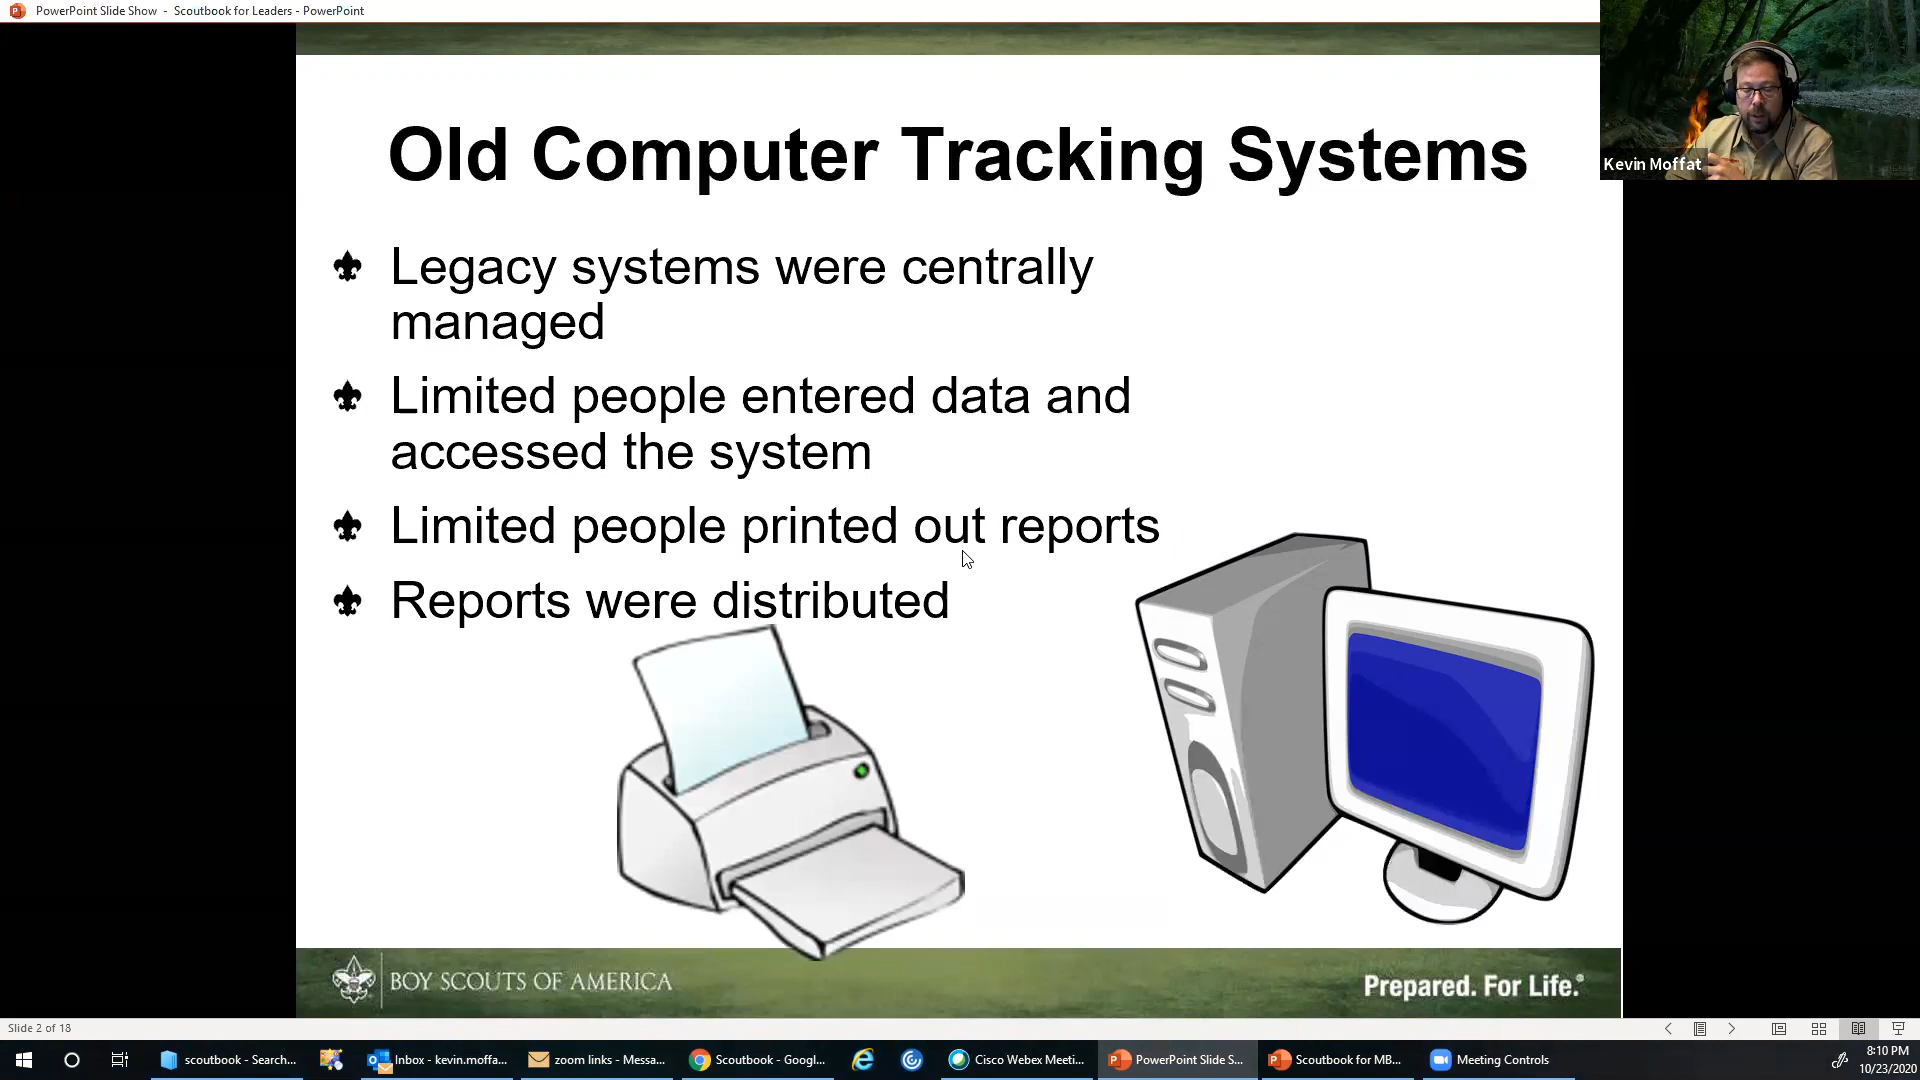 PowerPoint Slide Show - Scoutbook for Leaders - PowerPoint
Kevin Moffat
Old Computer Tracking Systems
Legacy systems were centrally
managed
Limited people entered data and
accessed the system
Limited people printed out reports
Reports were distributed
BOY SCOUTS OF AMERICA
Prepared. For Life.®
Slide 2 of 18
scoutbook - Search...
Inbox - kevin.moffa...
zoom links - Messa...
Scoutbook - Googl...
Cisco Webex Meeti...
PowerPoint Slide S...
Scoutbook for MB...
Meeting Controls
8:10 PM
10/23/2020